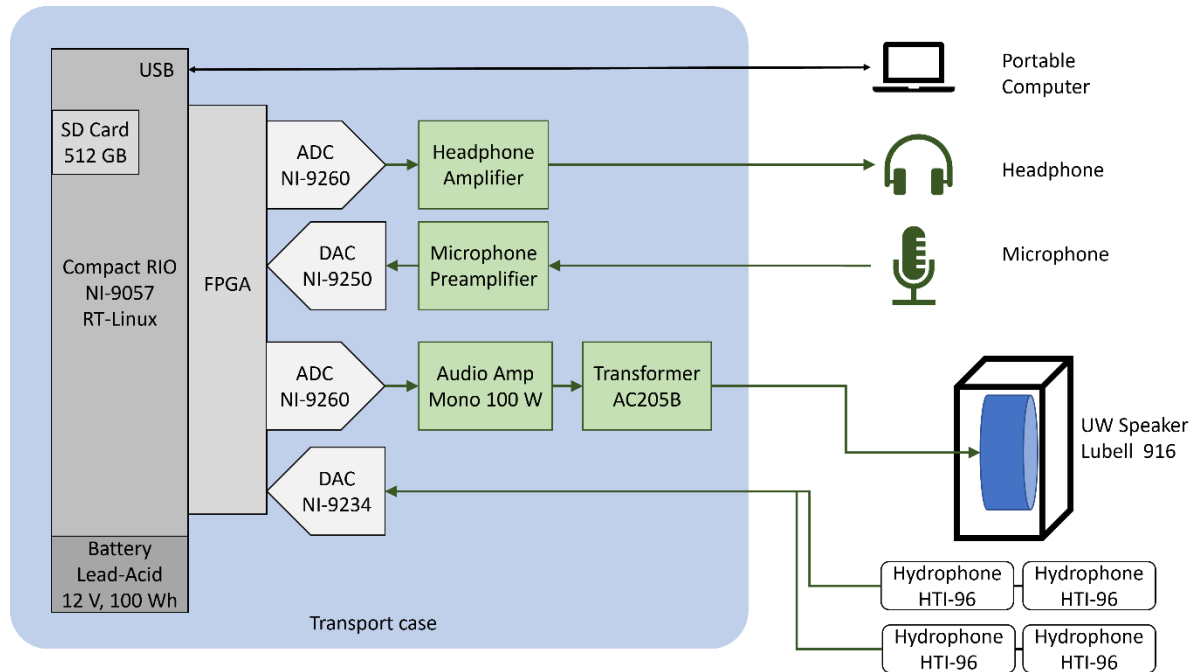 USB
Portable
Computer
SD Card
512 GB
ADC
NI-9260
Headphone
Amplifier
Headphone
Compact RIO
NI-9057
RT-Linux
FPGA
DAC
NI-9250
Microphone
Preamplifier
Microphone
ADC
NI-9260
Audio Amp
Mono 100 W
Transformer
AC205B
UW Speaker
Lubell 916
DAC
NI-9234
Battery
Lead-Acid
12 V, 100 Wh
Transport case
Hydrophone
HTI-96
Hydrophone
HTI-96
Hydrophone
HTI-96
Hydrophone
HTI-96